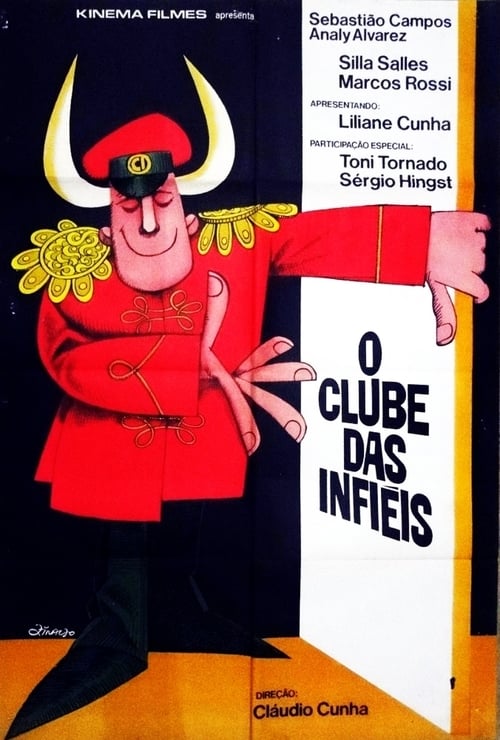 KINEMA FILMES apresenta
Sebastião Campos
Analy Alvarez
Silla Salles
Marcos Rossi
APRESENTANDO:
Liliane Cunha
PARTICIPAÇÃO ESPECIAL:
Toni Tornado
Sérgio Hingst
CI
O
CLUBE
DAS
INFIÉIS
ZiRALDO
DIREÇÃO:
Cláudio Cunha